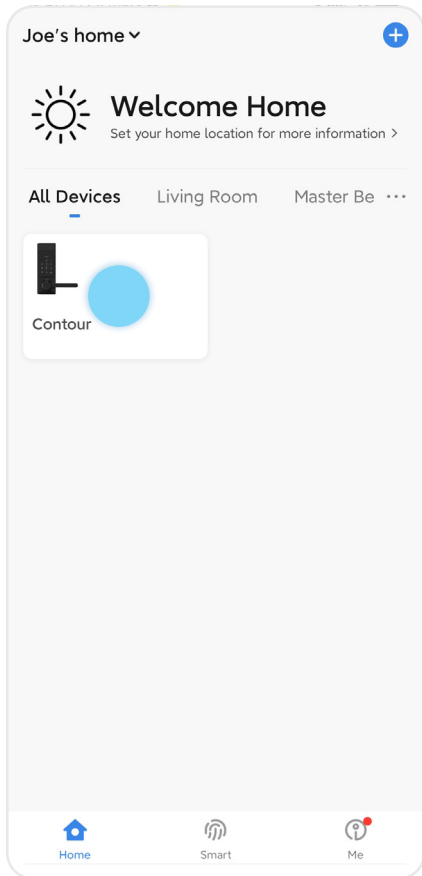 Joe's home
Welcome Home
Set your home location for more information >
All Devices Living Room Master Be ...
Contour
Home Smart Me